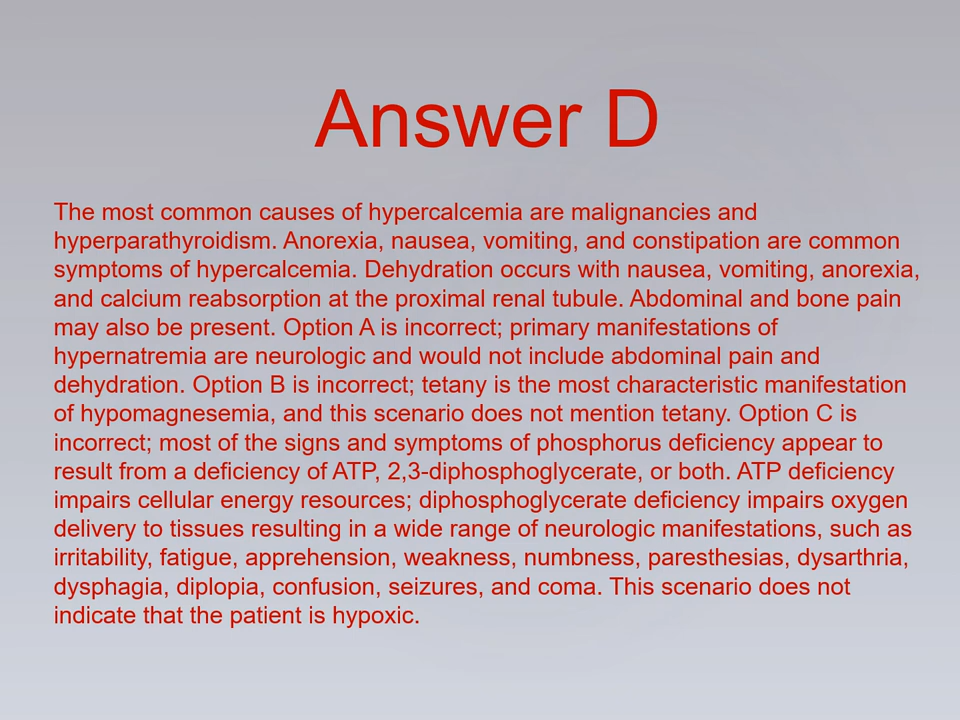 Answer D
The most common causes of hypercalcemia are malignancies and
hyperparathyroidism. Anorexia, nausea, vomiting, and constipation are common
symptoms of hypercalcemia. Dehydration occurs with nausea, vomiting, anorexia,
and calcium reabsorption at the proximal renal tubule. Abdominal and bone pain
may also be present. Option A is incorrect; primary manifestations of
hypernatremia are neurologic and would not include abdominal pain and
dehydration. Option B is incorrect; tetany is the most characteristic manifestation
of hypomagnesemia, and this scenario does not mention tetany. Option C is
incorrect; most of the signs and symptoms of phosphorus deficiency appear to
result from a deficiency of ATP, 2,3-diphosphoglycerate, or both. ATP deficiency
impairs cellular energy resources; diphosphoglycerate deficiency impairs oxygen
delivery to tissues resulting in a wide range of neurologic manifestations, such as
irritability, fatigue, apprehension, weakness, numbness, paresthesias, dysarthria,
dysphagia, diplopia, confusion, seizures, and coma. This scenario does not
indicate that the patient is hypoxic.